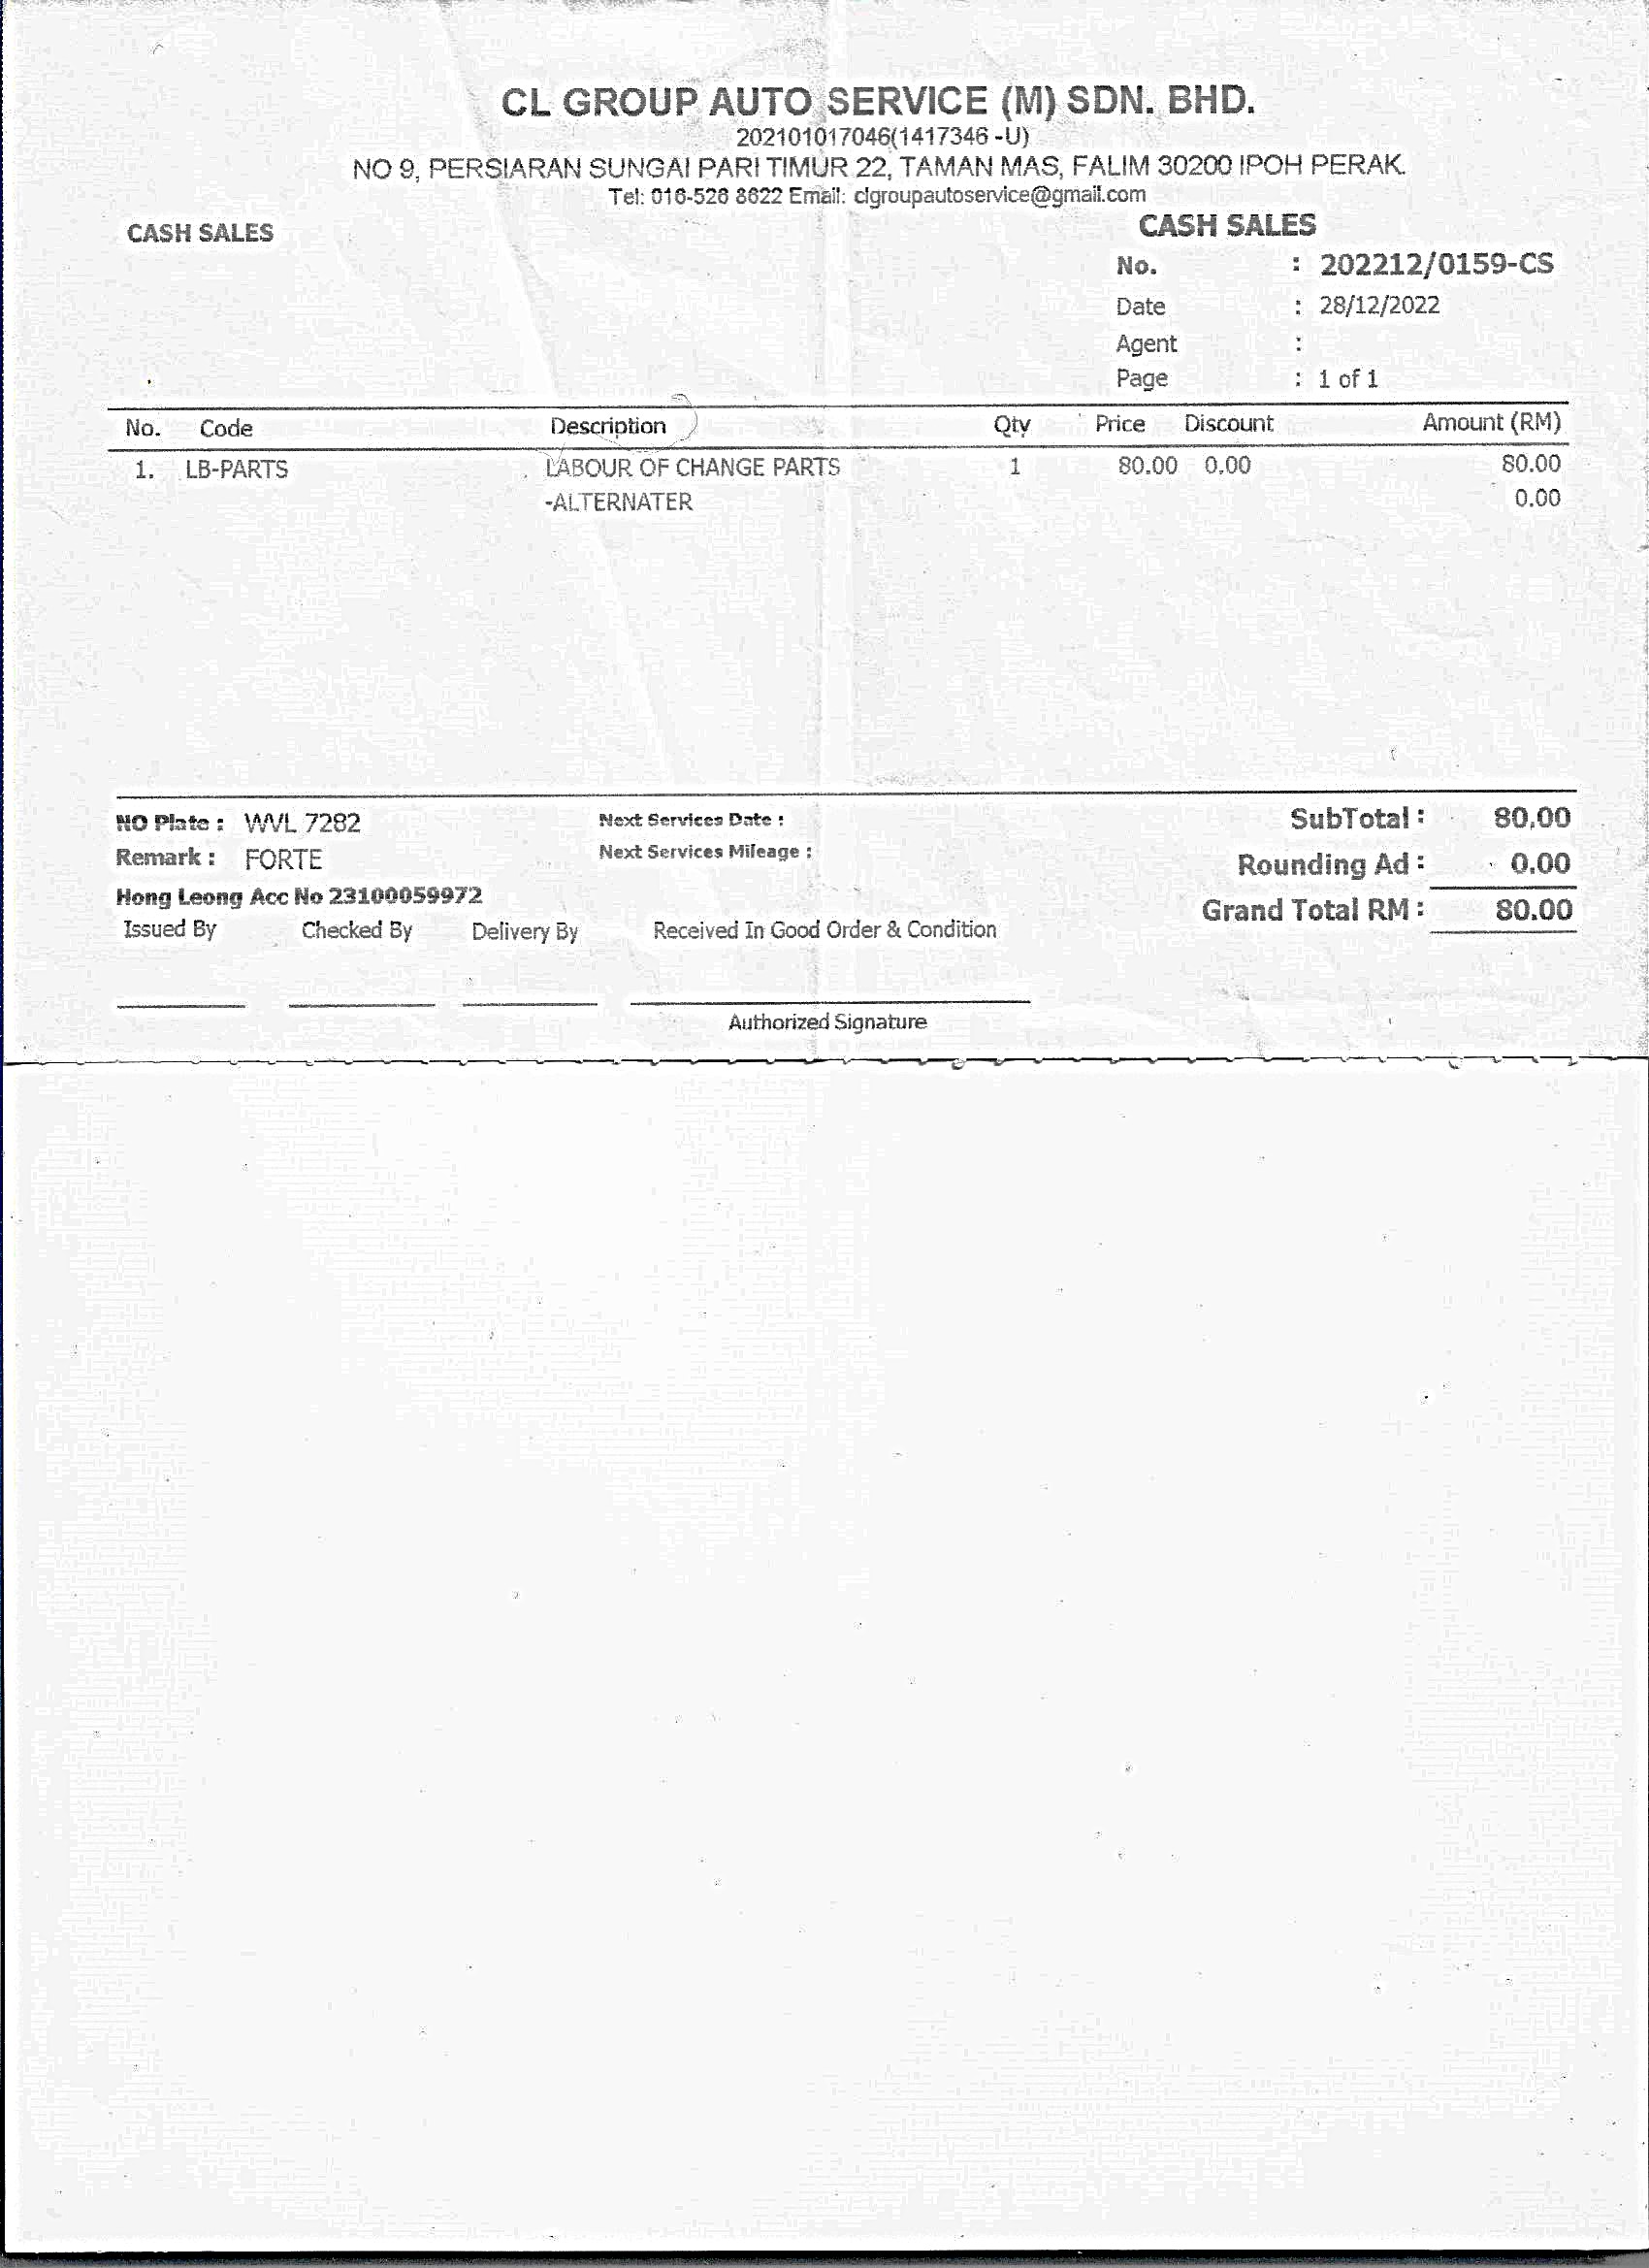 CL GROUP AUTO SERVICE (M) SDN. BHD.
202101017046(1417346 -U)
NO 9, PERSIARAN SUNGAI PARI TIMUR 22, TAMAN MAS, FALIM 30200 IPOH PERAK.
Tel: 016-528 8622 Email: clgroupautoservice@gmail.com
CASH SALES
CASH SALES
No. : 202212/0159-CS
Date : 28/12/2022
Agent :
Page : 1 of 1
No. Code Description Qty Price Discount Amount (RM)
1. LB-PARTS LABOUR OF CHANGE PARTS 1 80.00 0.00 80.00
-ALTERNATER 0.00
NO Plate : WVL 7282 Next Services Date : SubTotal : 80.00
Remark : FORTE Next Services Mileage : Rounding Ad : 0.00
Hong Leong Acc No 23100059972 Grand Total RM : 80.00
Issued By Checked By Delivery By Received In Good Order & Condition
Authorized Signature